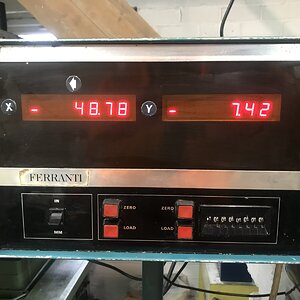 X - 48.78 Y - 7.42
FERRANTI
IN
MM
ZERO
LOAD
ZERO
LOAD